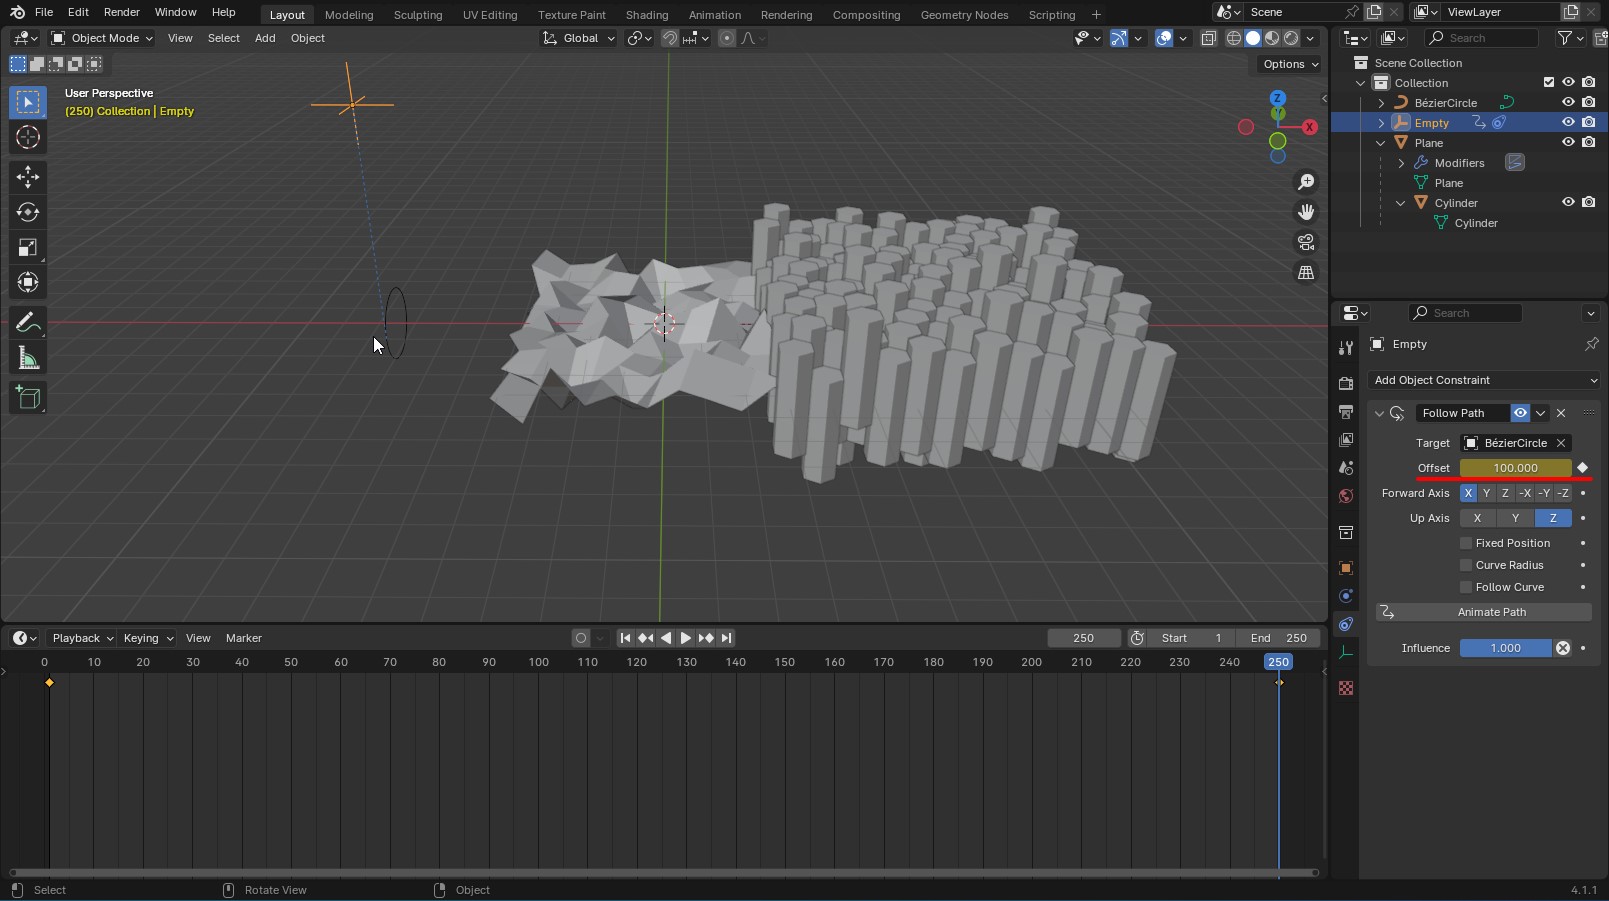 File Edit Render Window Help Layout Modeling Sculpting UV Editing Texture Paint Shading Animation Rendering Compositing Geometry Nodes Scripting + Scene ViewLayer
Object Mode View Select Add Object Global Search
Options
User Perspective
(250) Collection | Empty
Z
X
Scene Collection
Collection
BézierCircle
Empty
Plane
Modifiers
Plane
Cylinder
Cylinder
Search
Empty
Add Object Constraint
Follow Path
Target BézierCircle
Offset 100.000
Forward Axis X Y Z -X -Y -Z
Up Axis X Y Z
Fixed Position
Curve Radius
Follow Curve
Animate Path
Influence 1.000
Playback Keying View Marker 250 Start 1 End 250
0 10 20 30 40 50 60 70 80 90 100 110 120 130 140 150 160 170 180 190 200 210 220 230 240 250
Select Rotate View Object 4.1.1